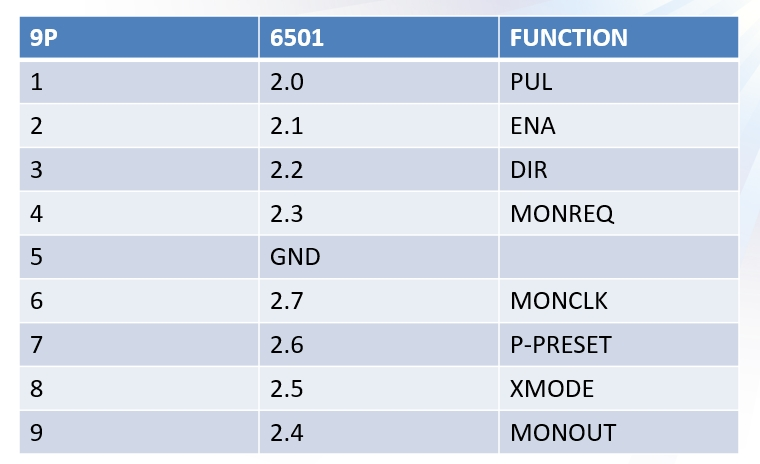 9P 6501 FUNCTION
1 2.0 PUL
2 2.1 ENA
3 2.2 DIR
4 2.3 MONREQ
5 GND
6 2.7 MONCLK
7 2.6 P-PRESET
8 2.5 XMODE
9 2.4 MONOUT